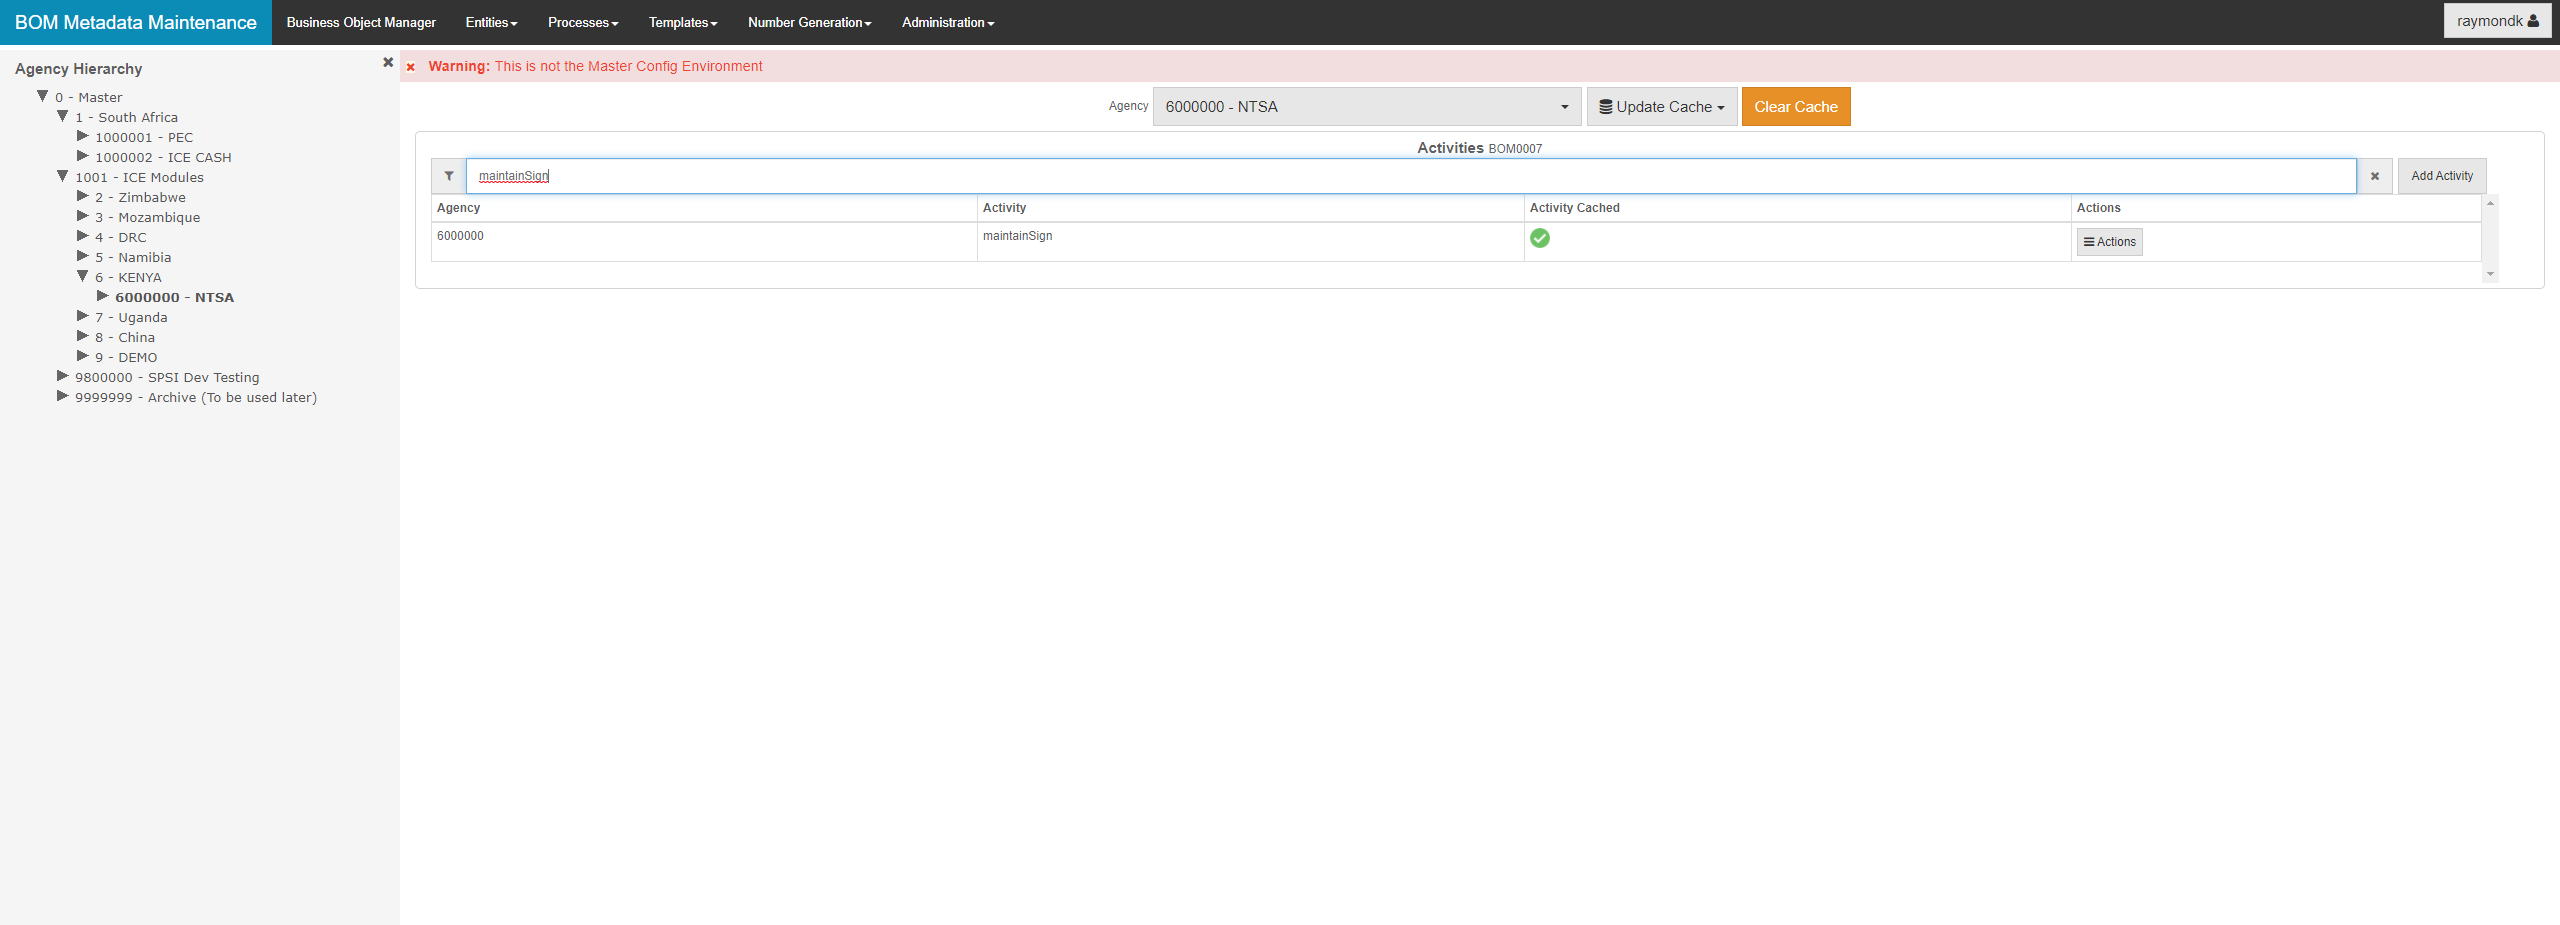 BOM Metadata Maintenance Business Object Manager Entities Processes Templates Number Generation Administration raymondk
Agency Hierarchy
0 - Master
1 - South Africa
1000001 - PEC
1000002 - ICE CASH
1001 - ICE Modules
2 - Zimbabwe
3 - Mozambique
4 - DRC
5 - Namibia
6 - KENYA
6000000 - NTSA
7 - Uganda
8 - China
9 - DEMO
9800000 - SPSI Dev Testing
9999999 - Archive (To be used later)
Warning: This is not the Master Config Environment
Agency 6000000 - NTSA Update Cache Clear Cache
Activities BOM0007
maintainSign Add Activity
Agency Activity Activity Cached Actions
6000000 maintainSign Actions